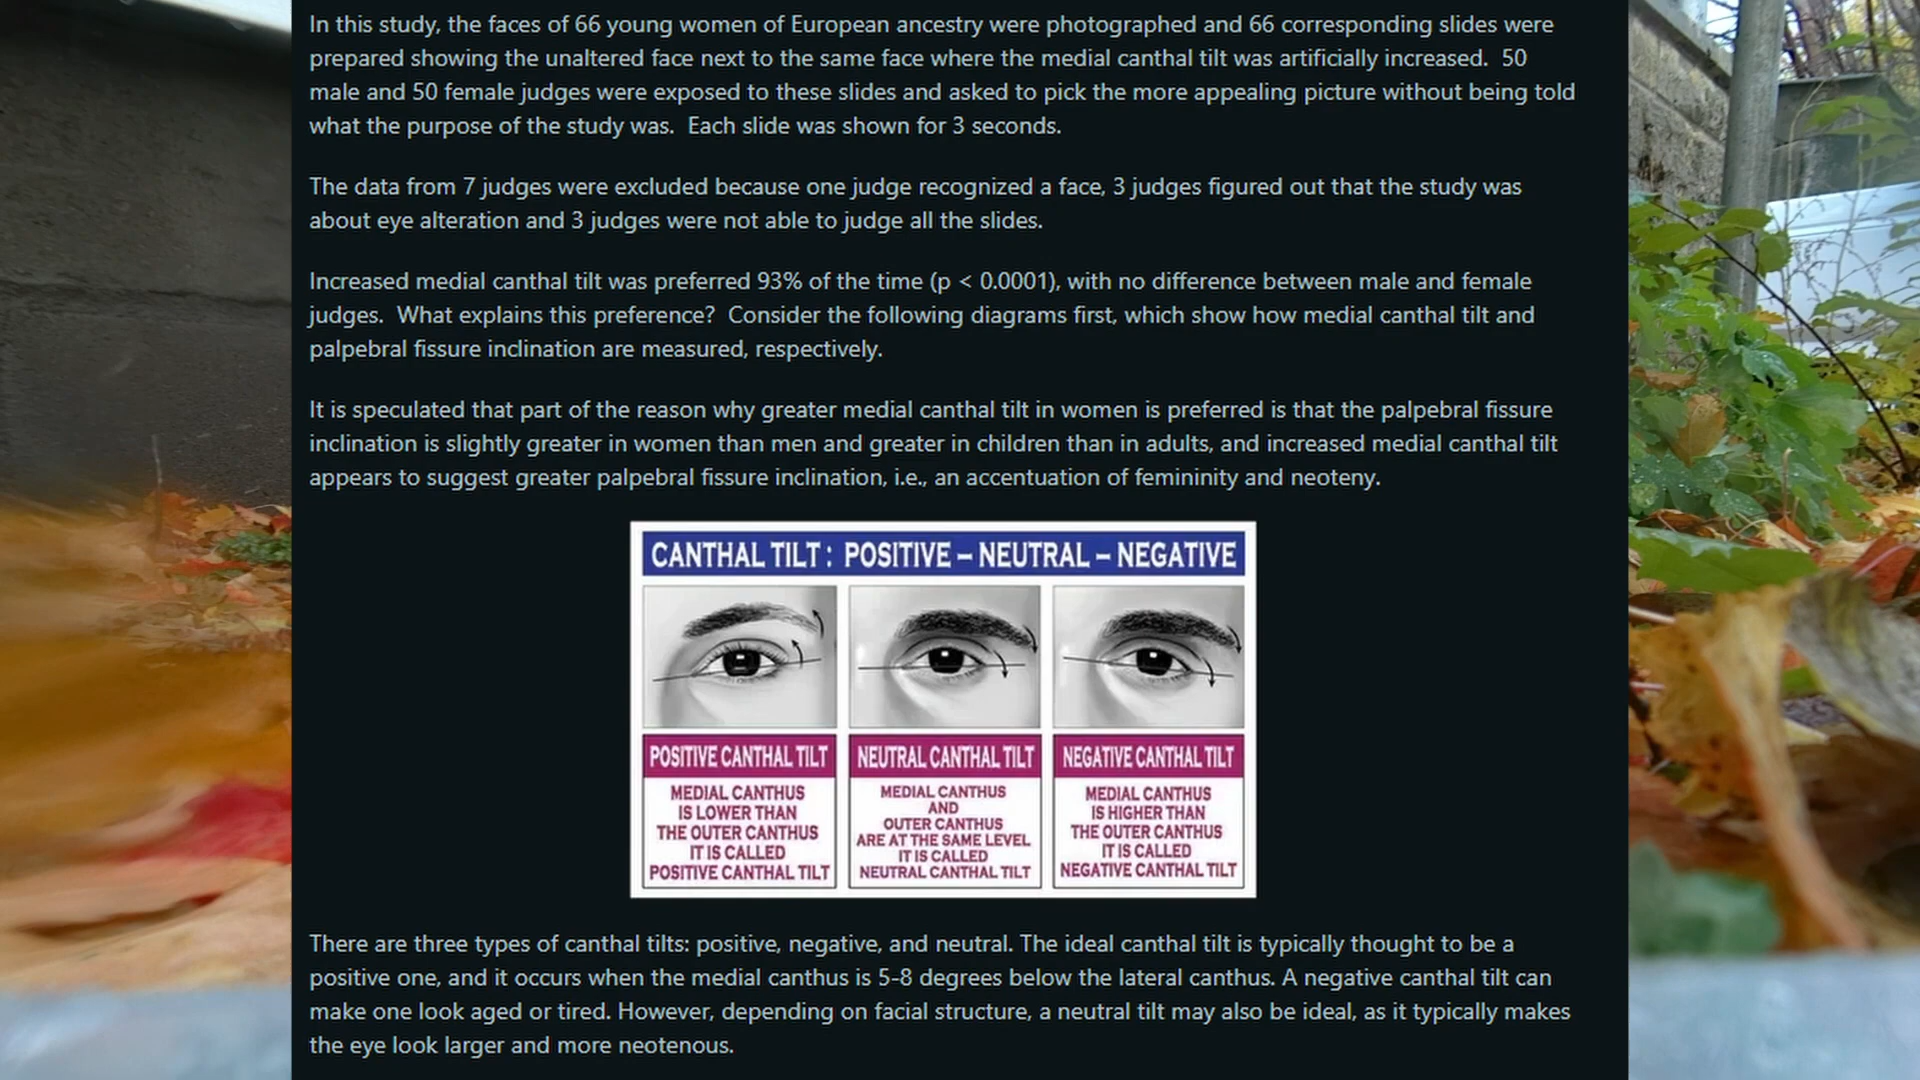 In this study, the faces of 66 young women of European ancestry were photographed and 66 corresponding slides were
prepared showing the unaltered face next to the same face where the medial canthal tilt was artificially increased.  50
male and 50 female judges were exposed to these slides and asked to pick the more appealing picture without being told
what the purpose of the study was.  Each slide was shown for 3 seconds.
The data from 7 judges were excluded because one judge recognized a face, 3 judges figured out that the study was
about eye alteration and 3 judges were not able to judge all the slides.
Increased medial canthal tilt was preferred 93% of the time (p < 0.0001), with no difference between male and female
judges.  What explains this preference?  Consider the following diagrams first, which show how medial canthal tilt and
palpebral fissure inclination are measured, respectively.
It is speculated that part of the reason why greater medial canthal tilt in women is preferred is that the palpebral fissure
inclination is slightly greater in women than men and greater in children than in adults, and increased medial canthal tilt
appears to suggest greater palpebral fissure inclination, i.e., an accentuation of femininity and neoteny.
CANTHAL TILT : POSITIVE – NEUTRAL – NEGATIVE
POSITIVE CANTHAL TILT
MEDIAL CANTHUS
IS LOWER THAN
THE OUTER CANTHUS
IT IS CALLED
POSITIVE CANTHAL TILT
NEUTRAL CANTHAL TILT
MEDIAL CANTHUS
AND
OUTER CANTHUS
ARE AT THE SAME LEVEL
IT IS CALLED
NEUTRAL CANTHAL TILT
NEGATIVE CANTHAL TILT
MEDIAL CANTHUS
IS HIGHER THAN
THE OUTER CANTHUS
IT IS CALLED
NEGATIVE CANTHAL TILT
There are three types of canthal tilts: positive, negative, and neutral. The ideal canthal tilt is typically thought to be a
positive one, and it occurs when the medial canthus is 5-8 degrees below the lateral canthus. A negative canthal tilt can
make one look aged or tired. However, depending on facial structure, a neutral tilt may also be ideal, as it typically makes
the eye look larger and more neotenous.